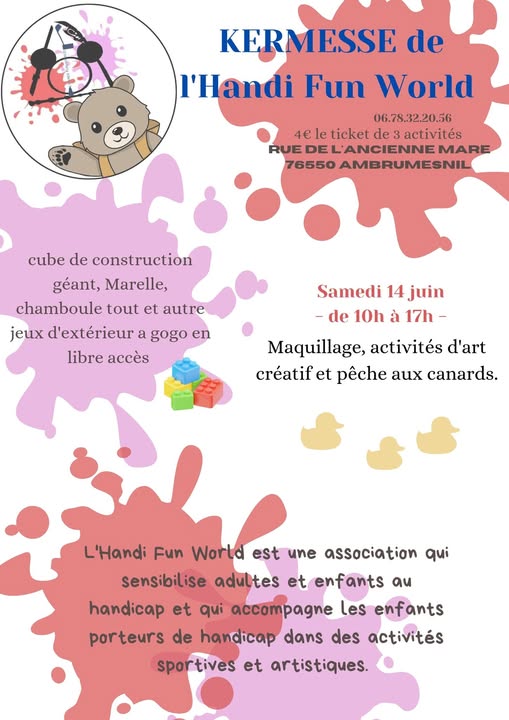 KERMESSE de
l'Handi Fun World
06.78.32.20.56
4€ le ticket de 3 activités
RUE DE L'ANCIENNE MARE
76550 AMBRUMESNIL
cube de construction
géant, Marelle,
chamboule tout et autre
jeux d'extérieur a gogo en
libre accès
Samedi 14 juin
- de 10h à 17h -
Maquillage, activités d'art
créatif et pêche aux canards.
L'Handi Fun World est une association qui
sensibilise adultes et enfants au
handicap et qui accompagne les enfants
porteurs de handicap dans des activités
sportives et artistiques.